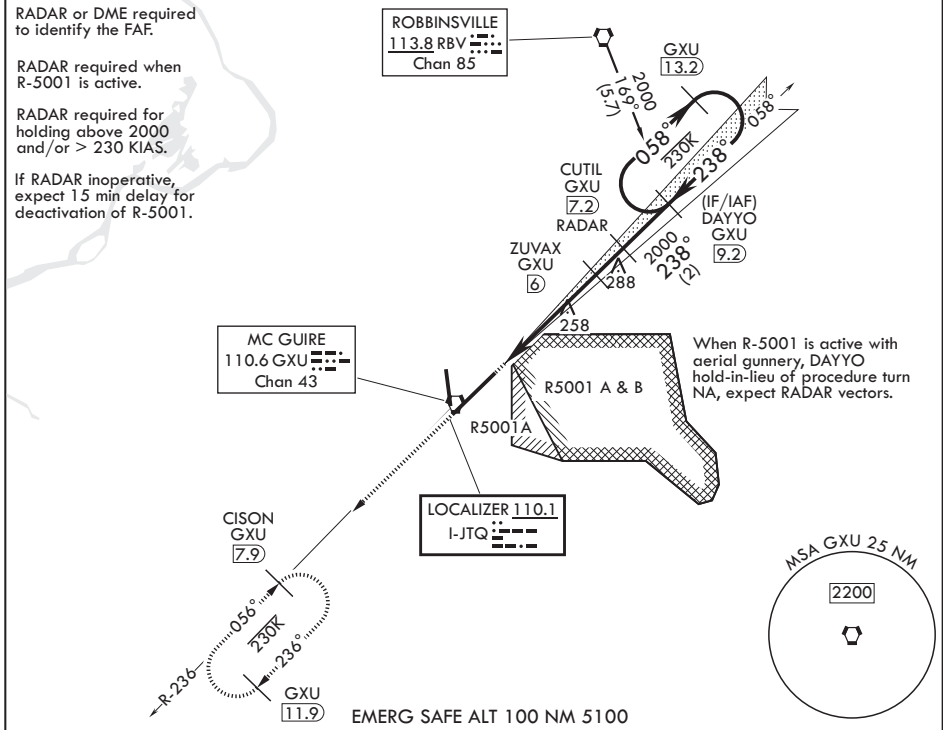 RADAR or DME required
to identify the FAF.
RADAR required when
R-5001 is active.
RADAR required for
holding above 2000
and/or > 230 KIAS.
If RADAR inoperative,
expect 15 min delay for
deactivation of R-5001.
ROBBINSVILLE
113.8 RBV
Chan 85
2000
169°
(5.7)
GXU
13.2
058°
230K
238°
058°
CUTIL
GXU
7.2
RADAR
(IF/IAF)
DAYYO
GXU
9.2
2000
238°
(2)
ZUVAX
GXU
6
288
258
MC GUIRE
110.6 GXU
Chan 43
R5001 A & B
R5001A
When R-5001 is active with
aerial gunnery, DAYYO
hold-in-lieu of procedure turn
NA, expect RADAR vectors.
LOCALIZER 110.1
I-JTQ
CISON
GXU
7.9
056°
230K
236°
R-236
GXU
11.9
MSA GXU 25 NM
2200
EMERG SAFE ALT 100 NM 5100